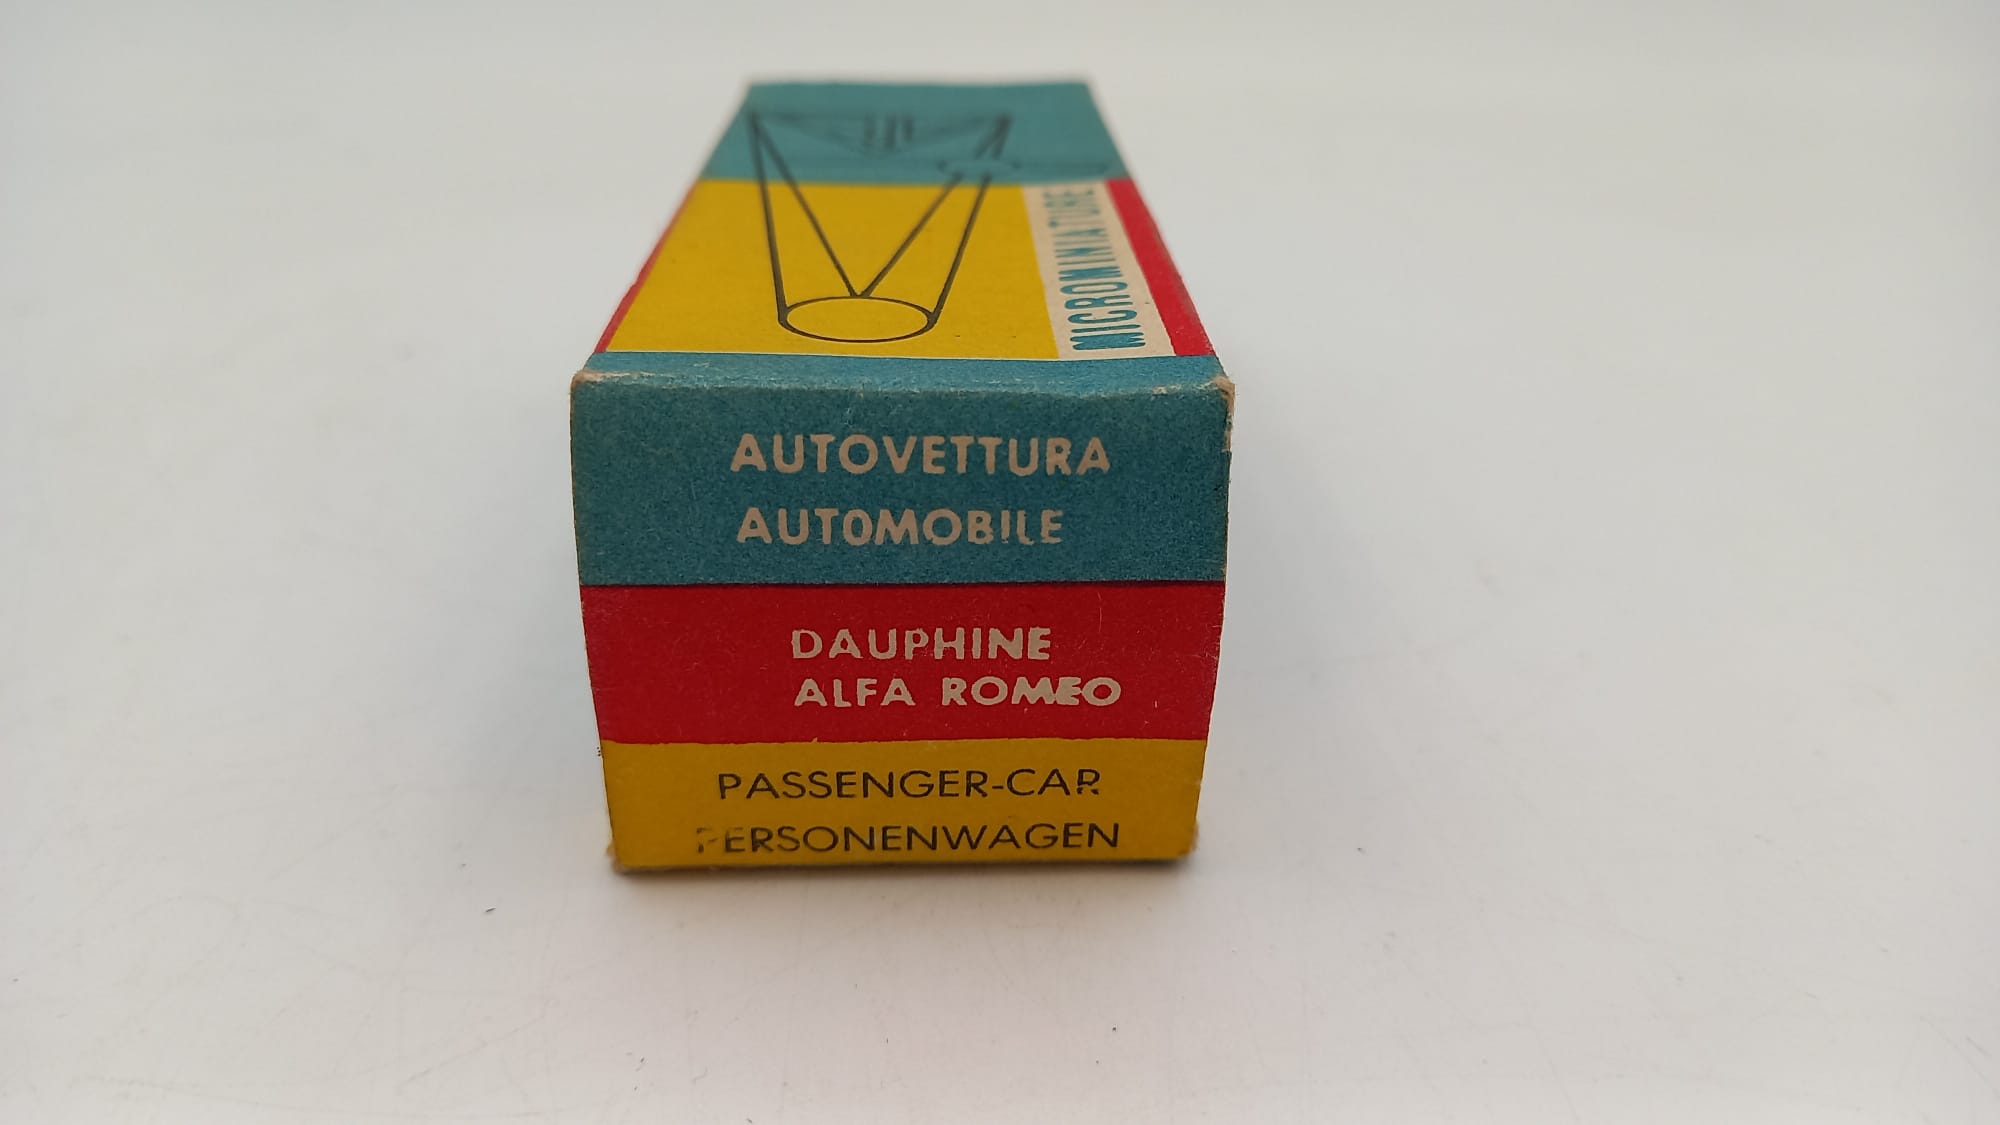 MICROMINIATURE
AUTOVETTURA
AUTOMOBILE
DAUPHINE
ALFA ROMEO
PASSENGER-CAR
PERSONENWAGEN